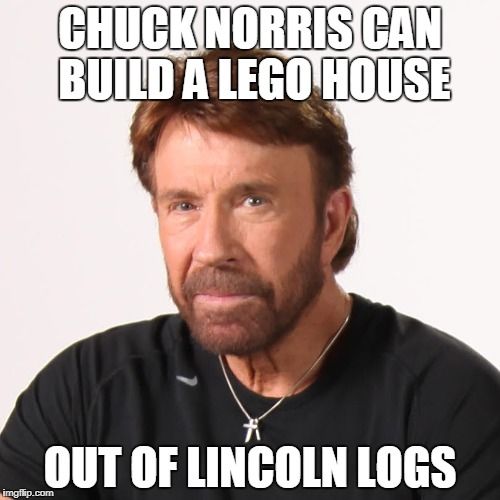 CHUCK NORRIS CAN
BUILD A LEGO HOUSE
OUT OF LINCOLN LOGS
imgflip.com